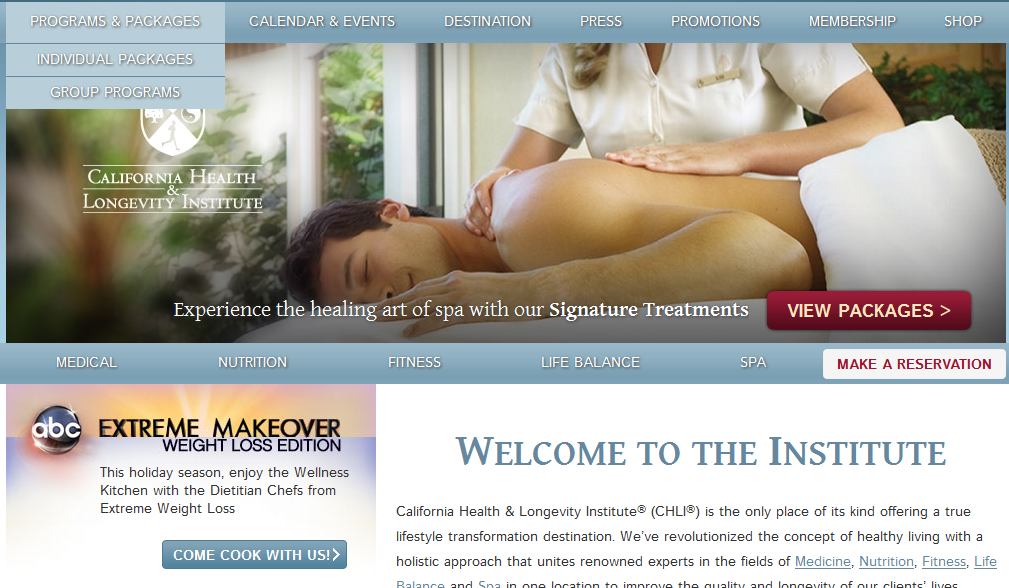 PROGRAMS & PACKAGES CALENDAR & EVENTS DESTINATION PRESS PROMOTIONS MEMBERSHIP SHOP
INDIVIDUAL PACKAGES
GROUP PROGRAMS
CALIFORNIA HEALTH
&
LONGEVITY INSTITUTE
Experience the healing art of spa with our Signature Treatments
VIEW PACKAGES >
MEDICAL NUTRITION FITNESS LIFE BALANCE SPA MAKE A RESERVATION
abc EXTREME MAKEOVER
WEIGHT LOSS EDITION
This holiday season, enjoy the Wellness
Kitchen with the Dietitian Chefs from
Extreme Weight Loss
COME COOK WITH US!>
WELCOME TO THE INSTITUTE
California Health & Longevity Institute® (CHLI®) is the only place of its kind offering a true
lifestyle transformation destination. We've revolutionized the concept of healthy living with a
holistic approach that unites renowned experts in the fields of Medicine, Nutrition, Fitness, Life
Balance and Spa in one location to improve the quality and longevity of our clients' lives.